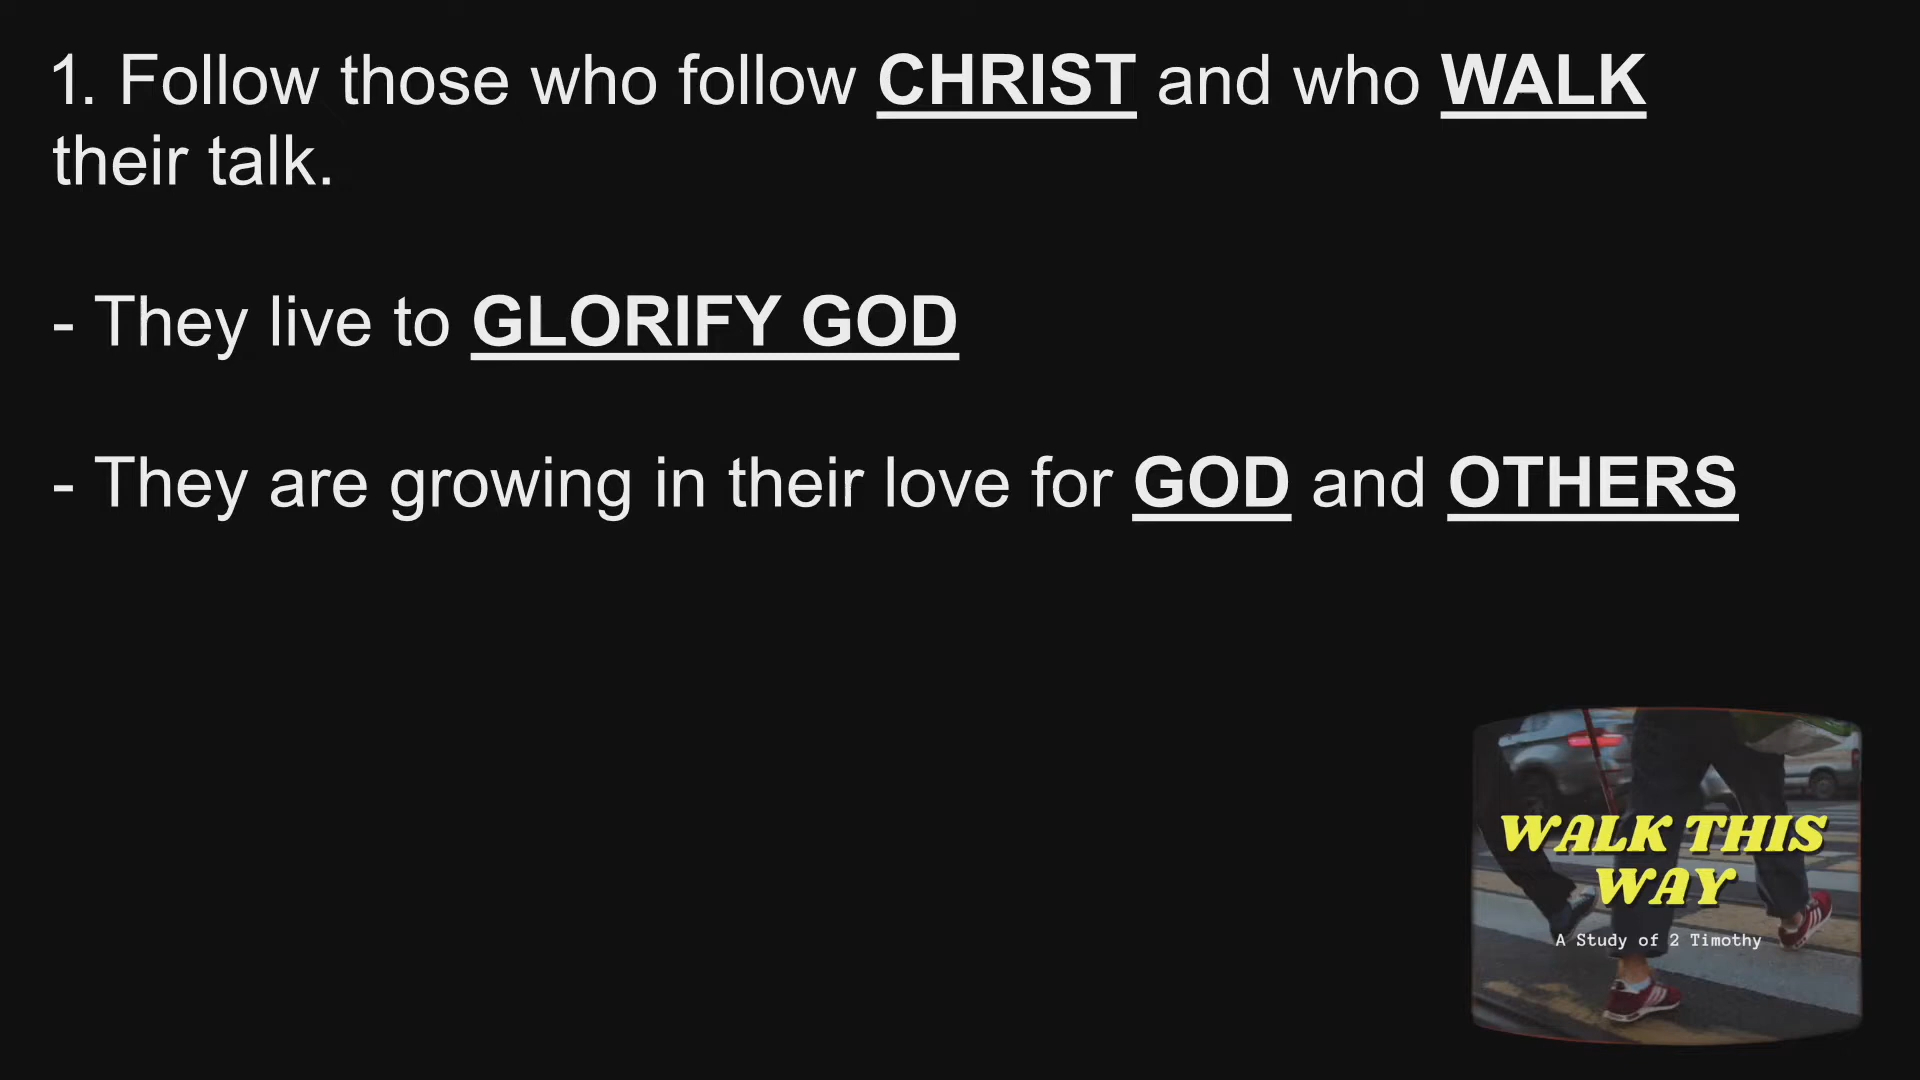 1. Follow those who follow CHRIST and who WALK
their talk.
- They live to GLORIFY GOD
- They are growing in their love for GOD and OTHERS
WALK THIS
WAY
A Study of 2 Timothy